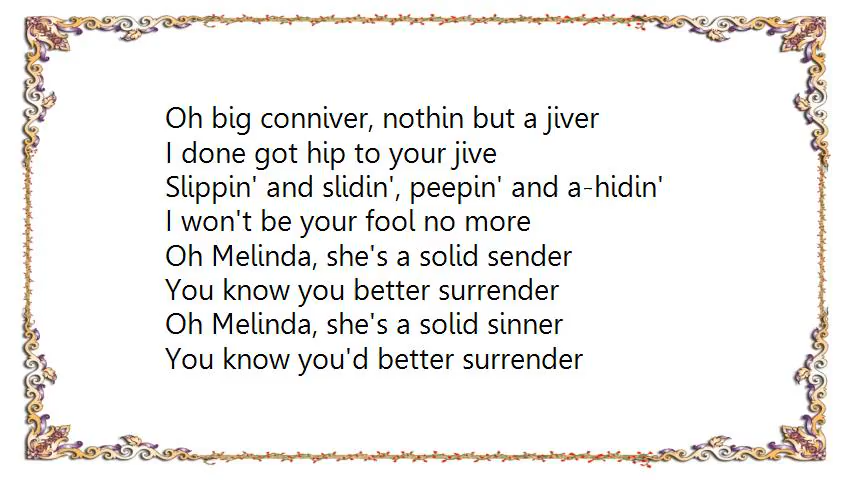 Oh big conniver, nothin but a jiver
I done got hip to your jive
Slippin' and slidin', peepin' and a-hidin'
I won't be your fool no more
Oh Melinda, she's a solid sender
You know you better surrender
Oh Melinda, she's a solid sinner
You know you'd better surrender